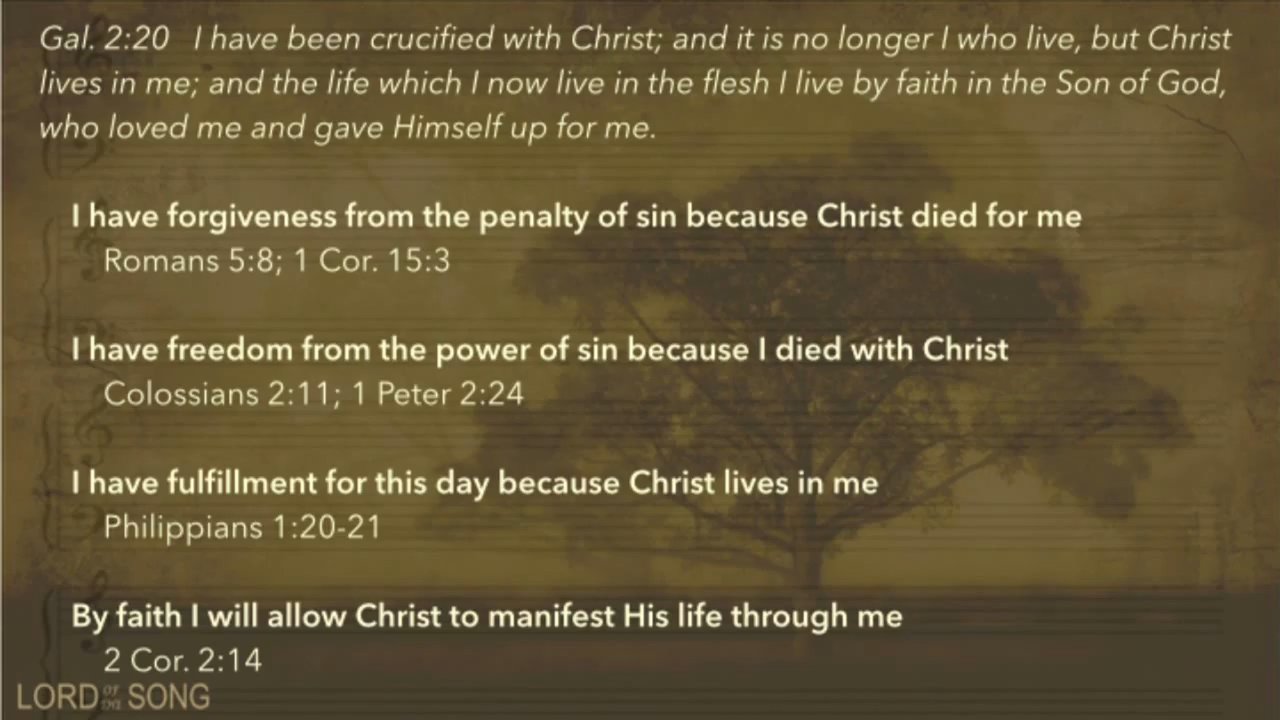 Gal. 2:20 I have been crucified with Christ; and it is no longer I who live, but Christ
lives in me; and the life which I now live in the flesh I live by faith in the Son of God,
who loved me and gave Himself up for me.
I have forgiveness from the penalty of sin because Christ died for me
Romans 5:8; 1 Cor. 15:3
I have freedom from the power of sin because I died with Christ
Colossians 2:11; 1 Peter 2:24
I have fulfillment for this day because Christ lives in me
Philippians 1:20-21
By faith I will allow Christ to manifest His life through me
2 Cor. 2:14
LORD OF THE SONG